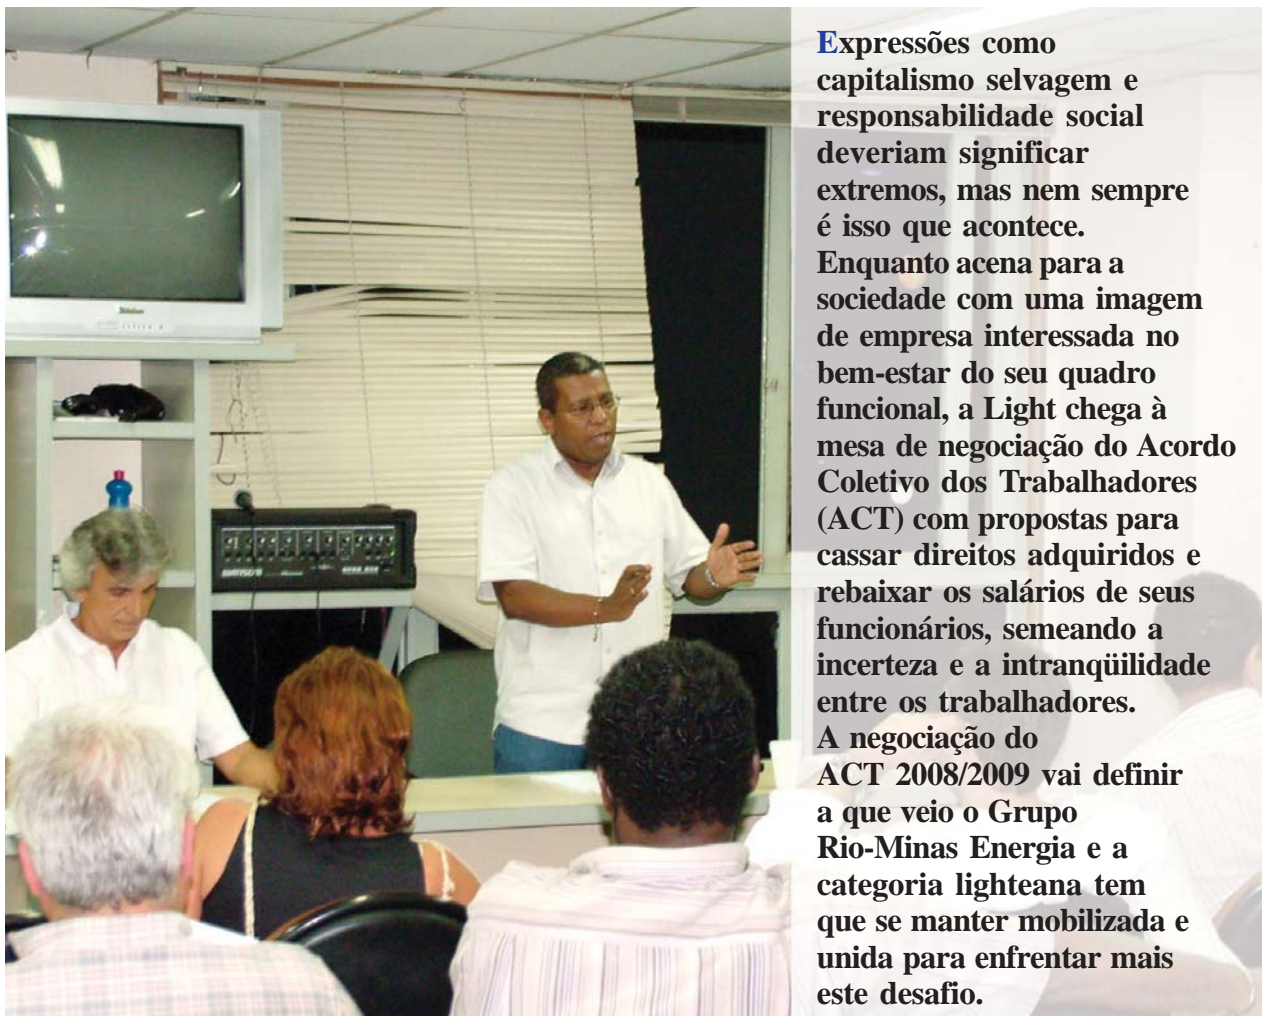 Expressões como
capitalismo selvagem e
responsabilidade social
deveriam significar
extremos, mas nem sempre
é isso que acontece.
Enquanto acena para a
sociedade com uma imagem
de empresa interessada no
bem-estar do seu quadro
funcional, a Light chega à
mesa de negociação do Acordo
Coletivo dos Trabalhadores
(ACT) com propostas para
cassar direitos adquiridos e
rebaixar os salários de seus
funcionários, semeando a
incerteza e a intranqüilidade
entre os trabalhadores.
A negociação do
ACT 2008/2009 vai definir
a que veio o Grupo
Rio-Minas Energia e a
categoria lighteana tem
que se manter mobilizada e
unida para enfrentar mais
este desafio.